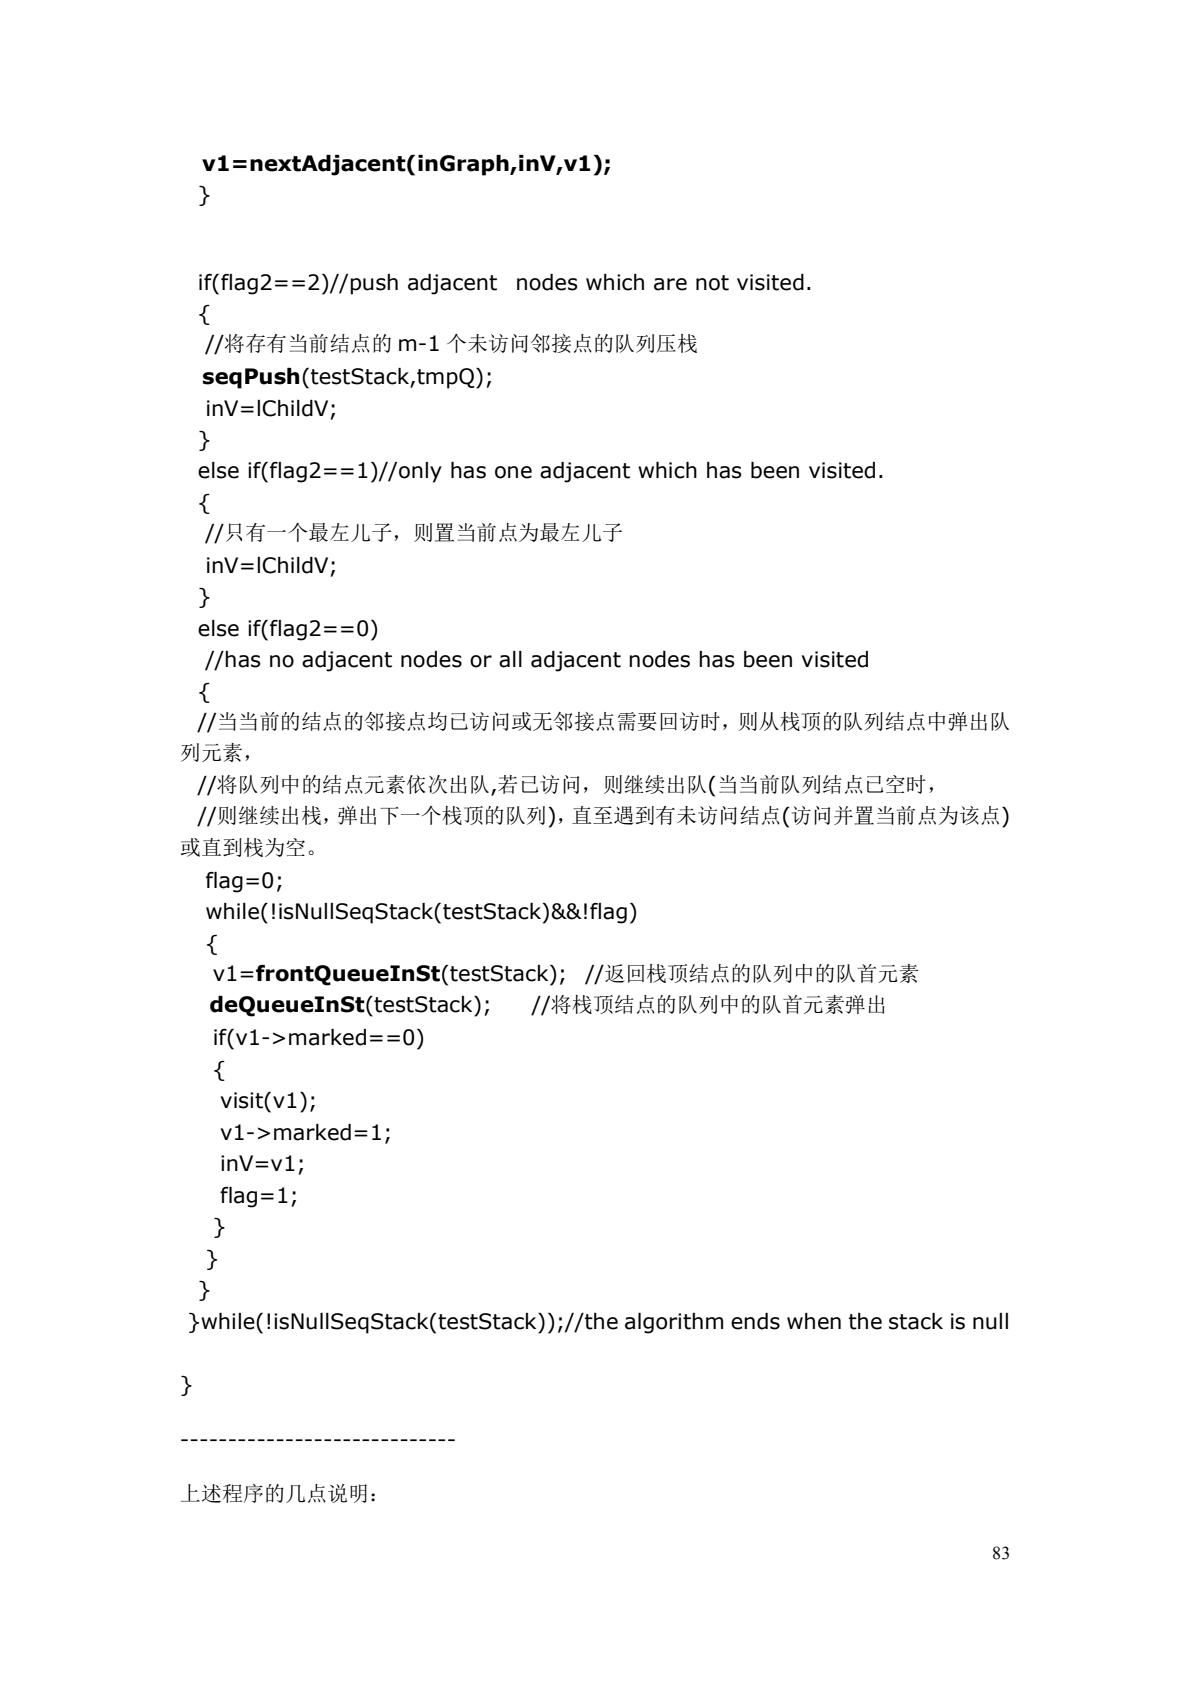 v1=nextAdjacent(inGraph,inV,v1);
}
if(flag2==2)//push adjacent nodes which are not visited.
{
//将存有当前结点的 m-1 个未访问邻接点的队列压栈
seqPush(testStack,tmpQ);
inV=lChildV;
}
else if(flag2==1)//only has one adjacent which has been visited.
{
//只有一个最左儿子，则置当前点为最左儿子
inV=lChildV;
}
else if(flag2==0)
//has no adjacent nodes or all adjacent nodes has been visited
{
//当当前的结点的邻接点均已访问或无邻接点需要回访时，则从栈顶的队列结点中弹出队
列元素，
//将队列中的结点元素依次出队,若已访问，则继续出队(当当前队列结点已空时，
//则继续出栈，弹出下一个栈顶的队列)，直至遇到有未访问结点(访问并置当前点为该点)
或直到栈为空。
flag=0;
while(!isNullSeqStack(testStack)&&!flag)
{
v1=frontQueueInSt(testStack); //返回栈顶结点的队列中的队首元素
deQueueInSt(testStack); //将栈顶结点的队列中的队首元素弹出
if(v1->marked==0)
{
visit(v1);
v1->marked=1;
inV=v1;
flag=1;
}
}
}
}while(!isNullSeqStack(testStack));//the algorithm ends when the stack is null
}
-----------------------------
上述程序的几点说明：
83